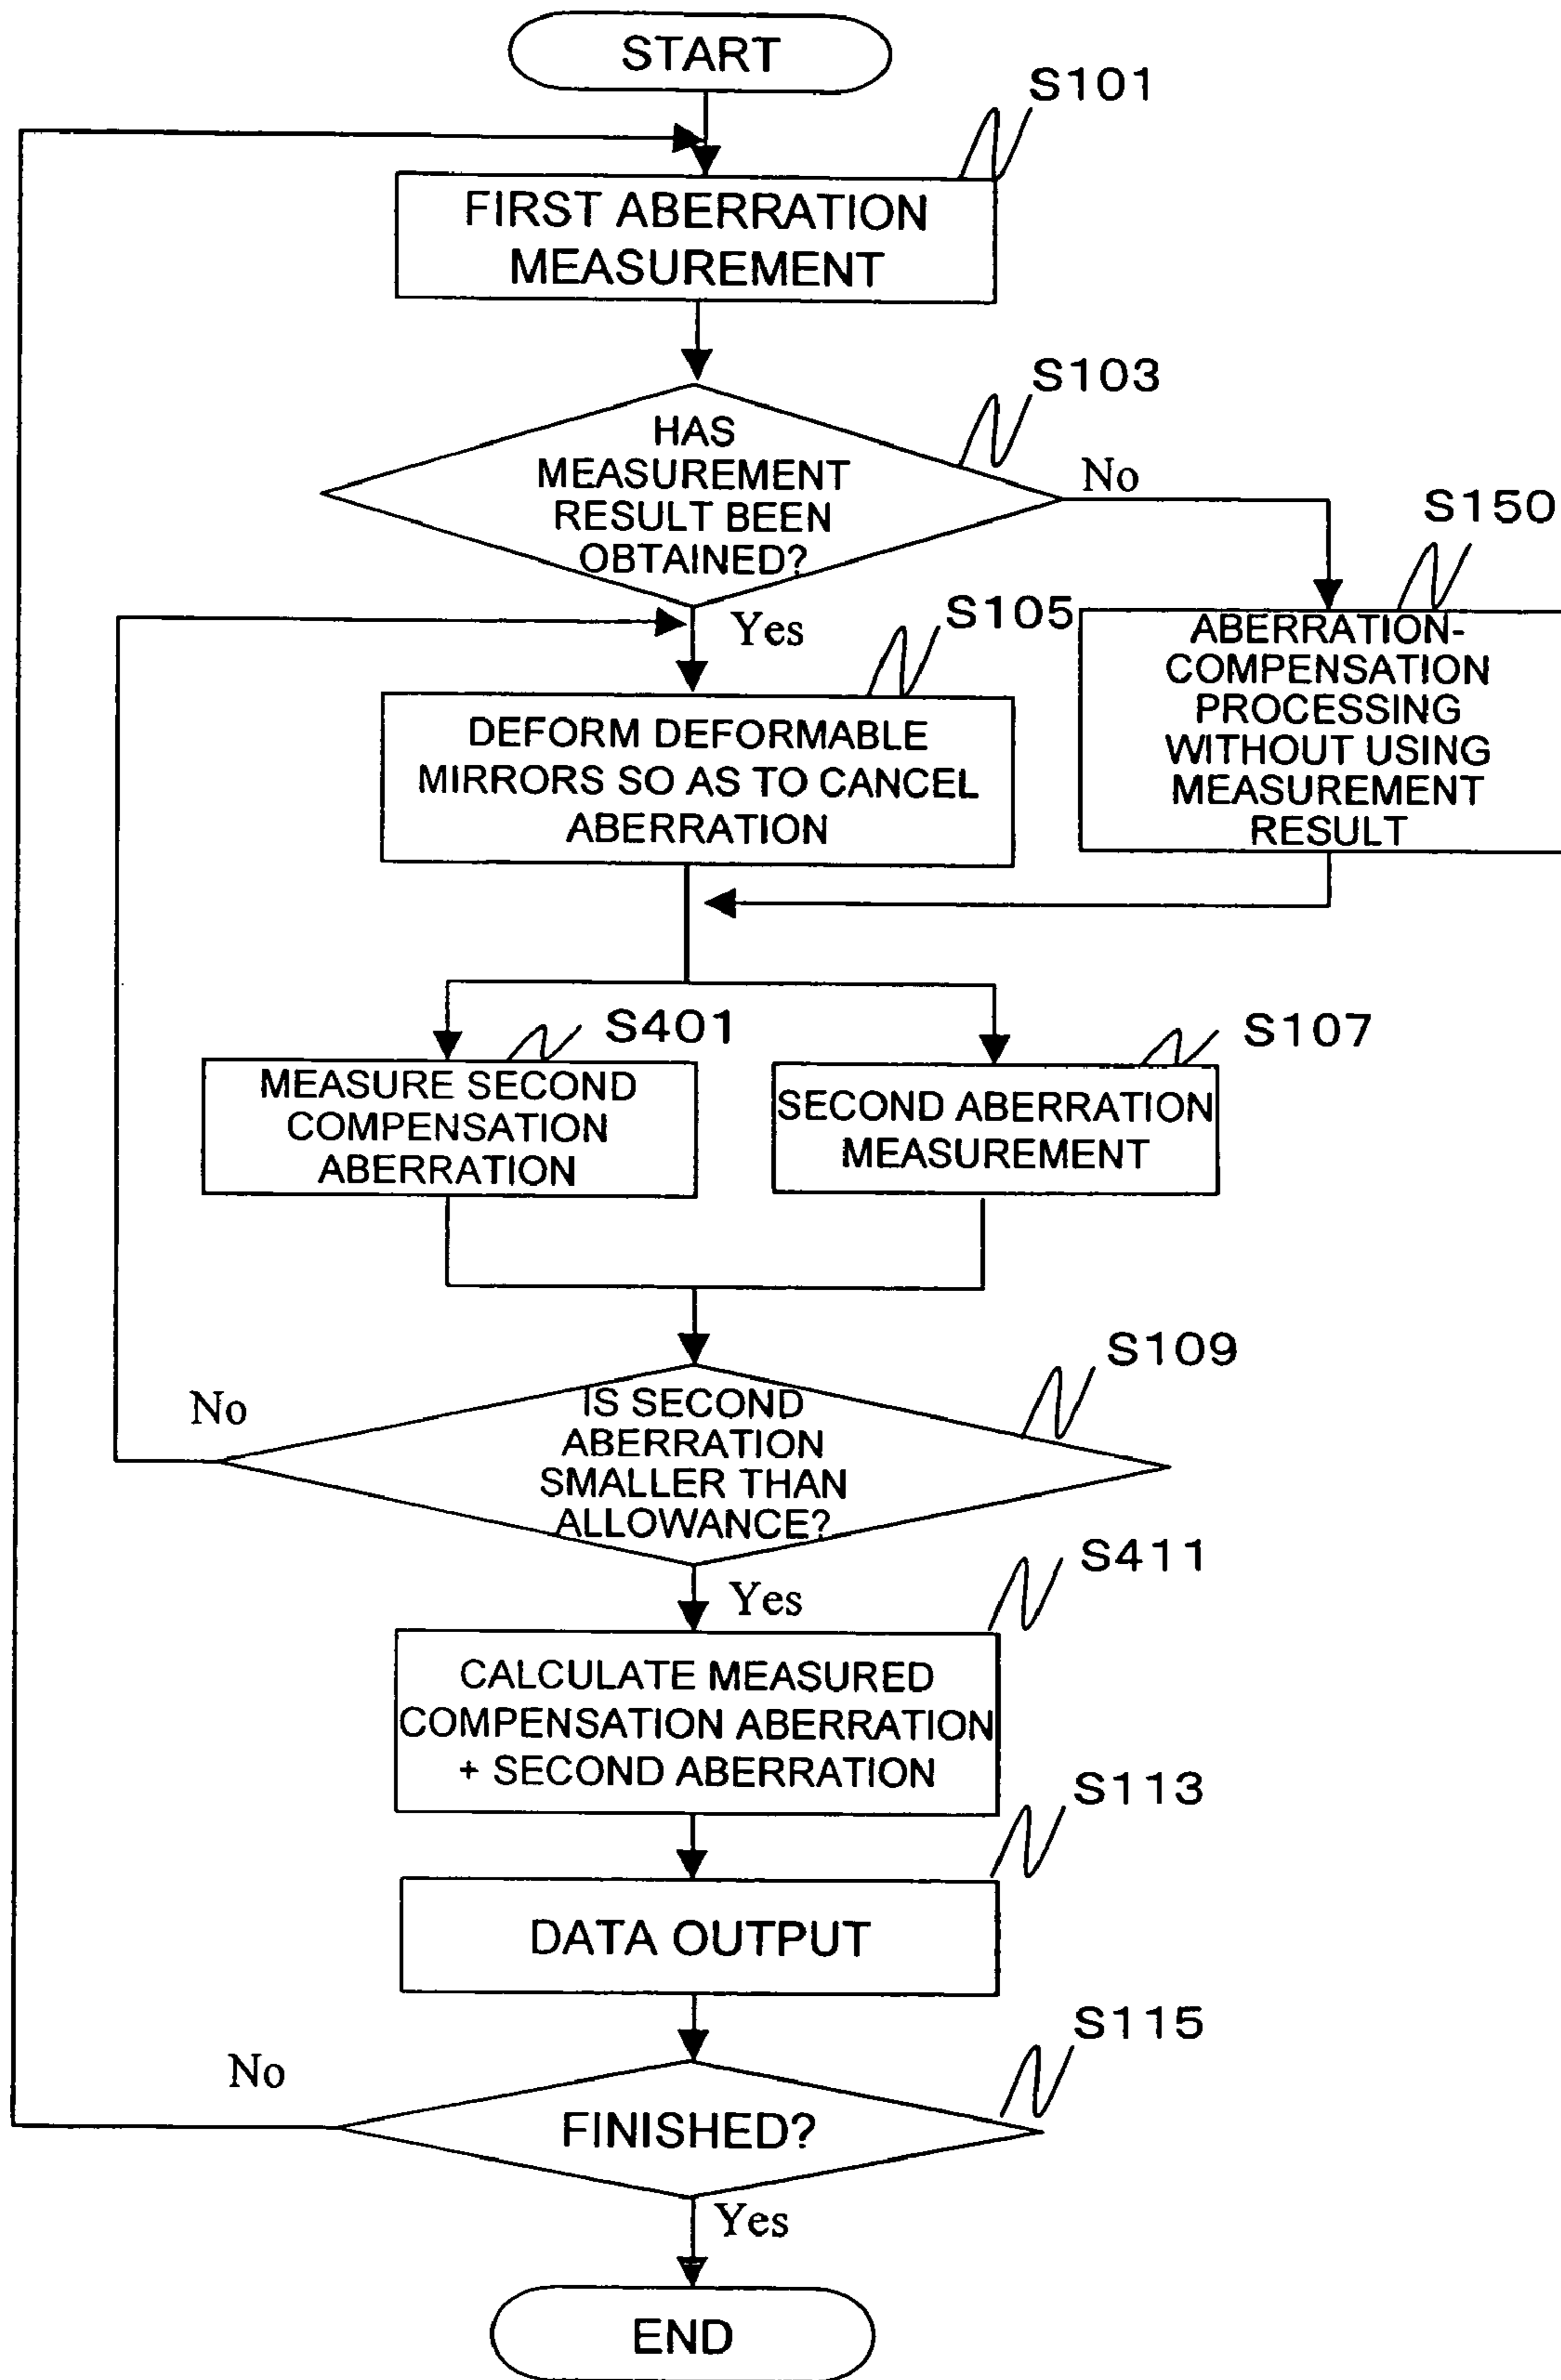 START
S101
FIRST ABERRATION
MEASUREMENT
S103
HAS
MEASUREMENT
RESULT BEEN
OBTAINED?
No
S150
Yes
S105
ABERRATION-
COMPENSATION
PROCESSING
WITHOUT USING
MEASUREMENT
RESULT
DEFORM DEFORMABLE
MIRRORS SO AS TO CANCEL
ABERRATION
S401
MEASURE SECOND
COMPENSATION
ABERRATION
S107
SECOND ABERRATION
MEASUREMENT
S109
No
IS SECOND
ABERRATION
SMALLER THAN
ALLOWANCE?
S411
Yes
CALCULATE MEASURED
COMPENSATION ABERRATION
+ SECOND ABERRATION
S113
DATA OUTPUT
S115
No
FINISHED?
Yes
END